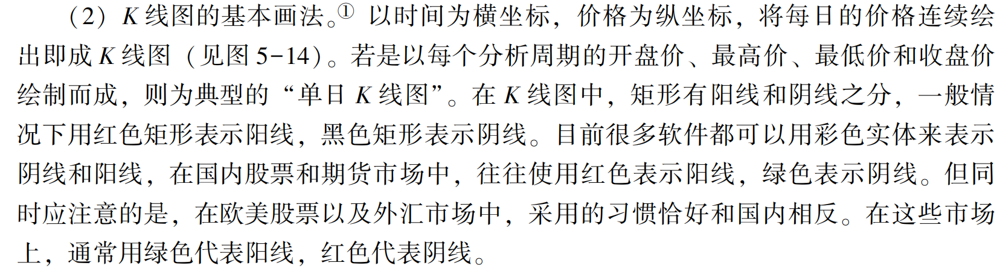 （2）K 线图的基本画法。① 以时间为横坐标，价格为纵坐标，将每日的价格连续绘
出即成 K 线图（见图 5-14）。若是以每个分析周期的开盘价、最高价、最低价和收盘价
绘制而成，则为典型的“单日 K 线图”。在 K 线图中，矩形有阳线和阴线之分，一般情
况下用红色矩形表示阳线，黑色矩形表示阴线。目前很多软件都可以用彩色实体来表示
阴线和阳线，在国内股票和期货市场中，往往使用红色表示阳线，绿色表示阴线。但同
时应注意的是，在欧美股票以及外汇市场中，采用的习惯恰好和国内相反。在这些市场
上，通常用绿色代表阳线，红色代表阴线。